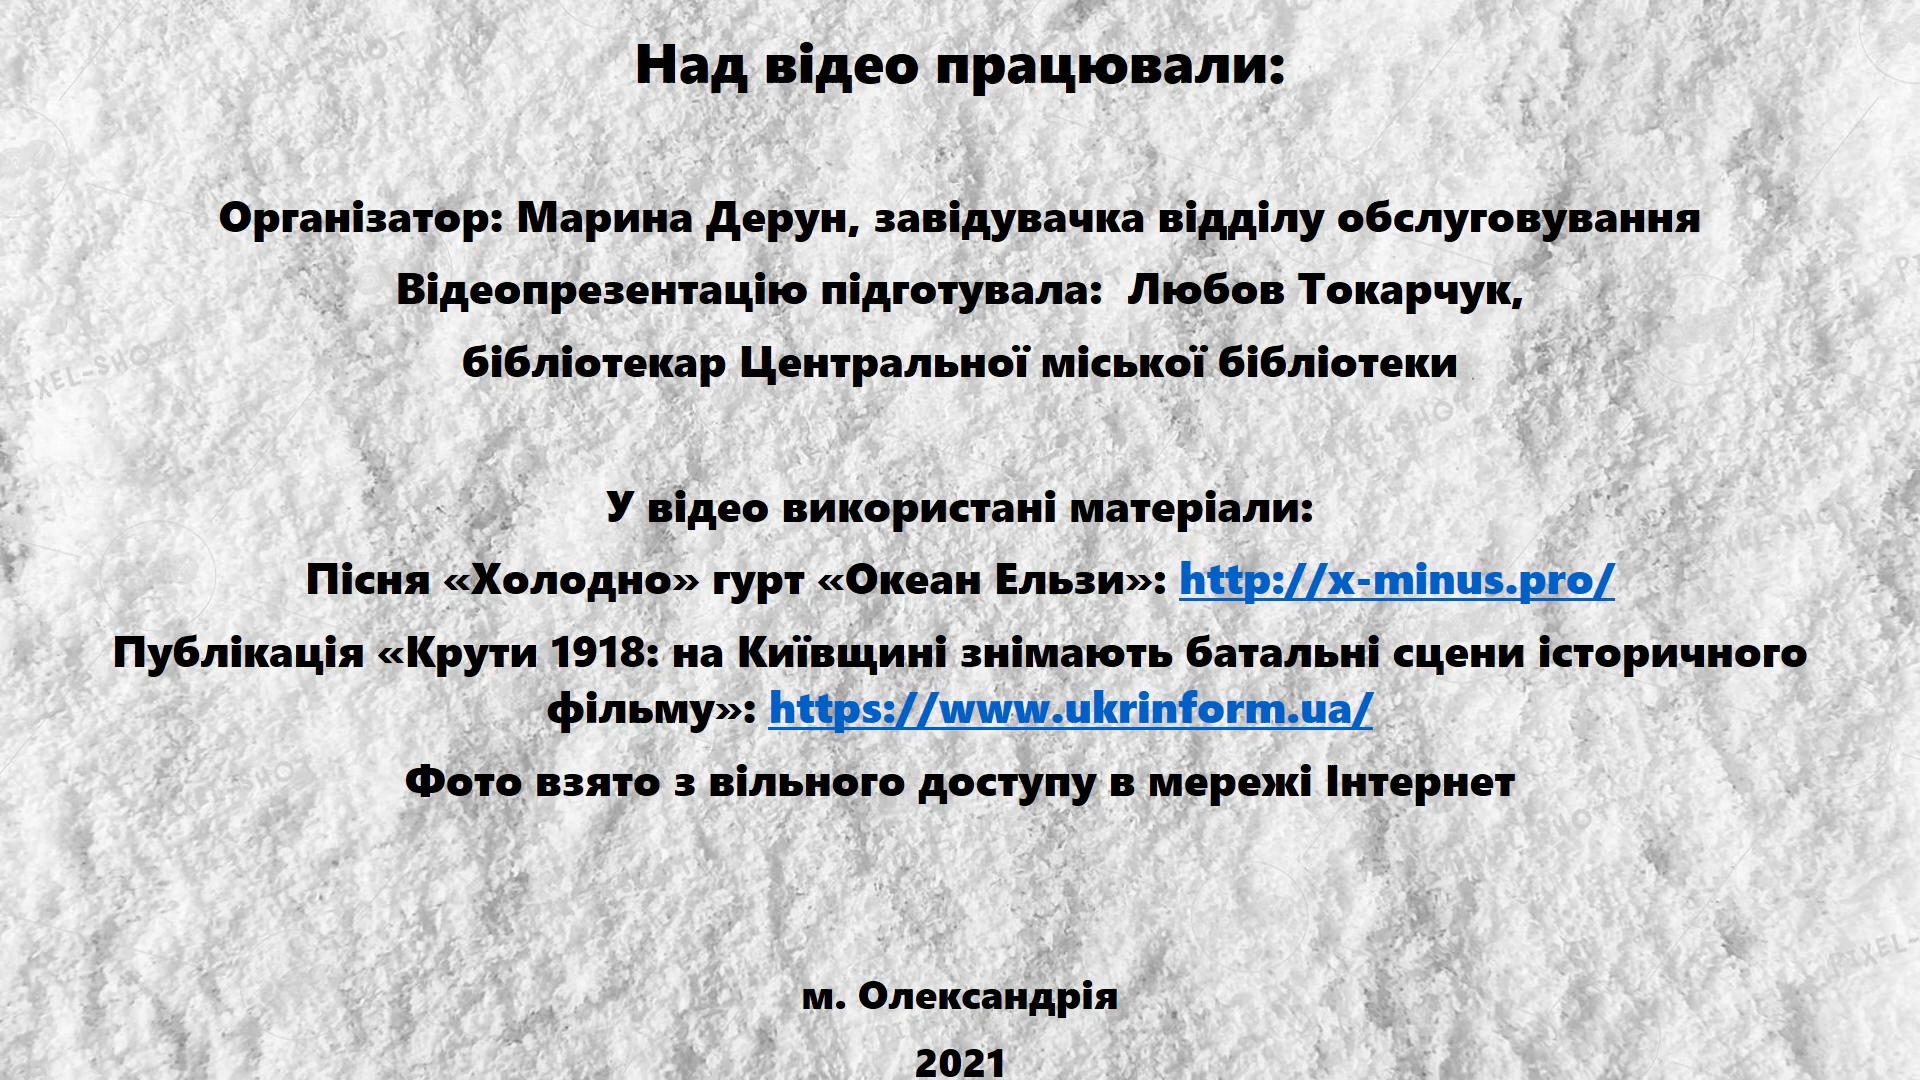 Над відео працювали:
Організатор: Марина Дерун, завідувачка відділу обслуговування
Відеопрезентацію підготувала: Любов Токарчук,
бібліотекар Центральної міської бібліотеки
У відео використані матеріали:
Пісня «Холодно» гурт «Океан Ельзи»: http://x-minus.pro/
Публікація «Крути 1918: на Київщині знімають батальні сцени історичного
фільму»: https://www.ukrinform.ua/
Фото взято з вільного доступу в мережі Інтернет
м. Олександрія
2021